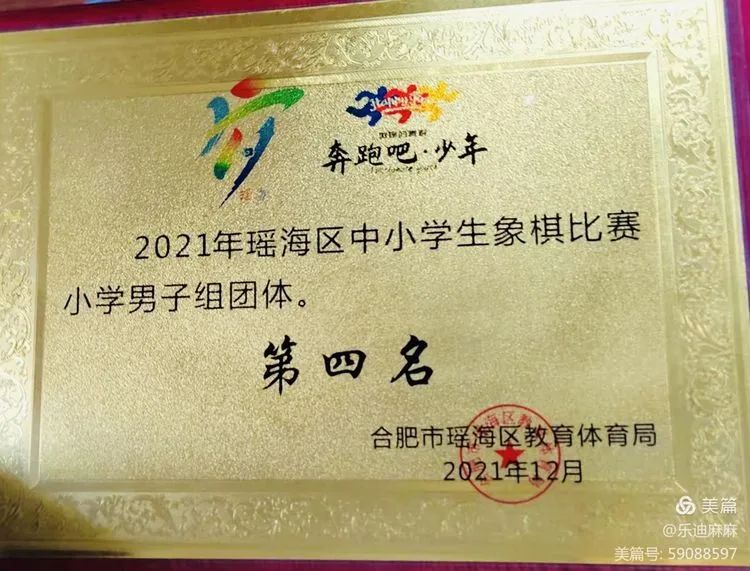 奔跑吧·少年
2021年瑶海区中小学生象棋比赛
小学男子组团体。
第四名
合肥市瑶海区教育体育局
2021年12月
美篇
@乐迪麻麻
美篇号: 59088597